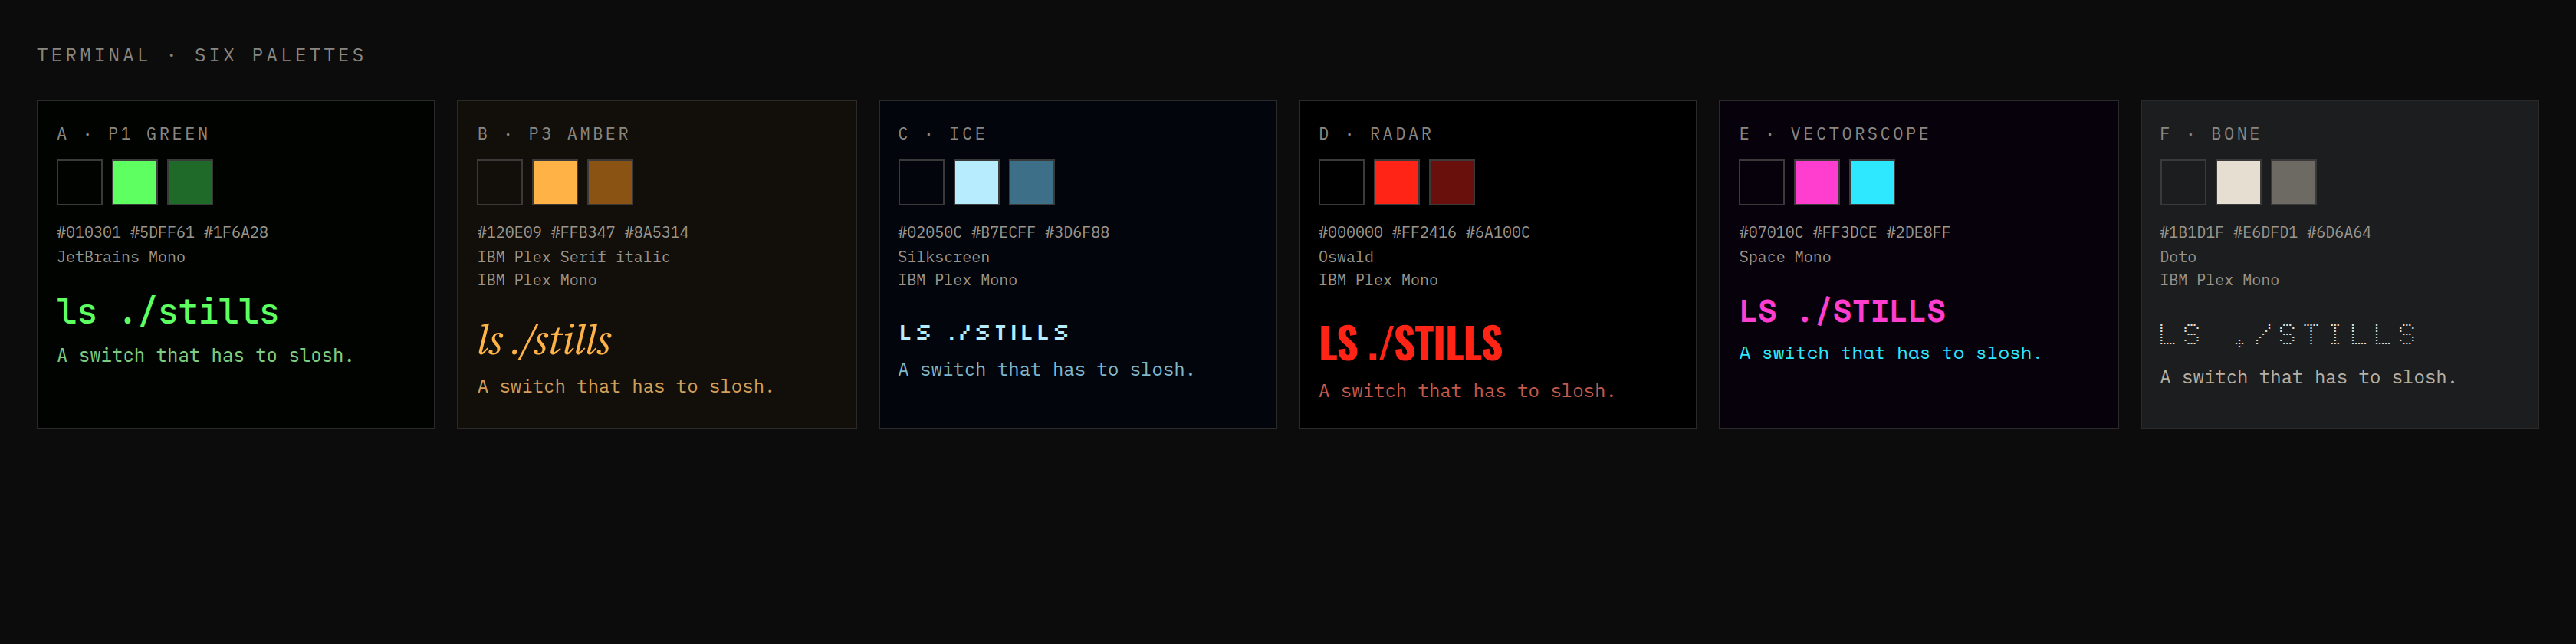 TERMINAL · SIX PALETTES
A · P1 GREEN
#010301 #5DFF61 #1F6A28
JetBrains Mono
ls ./stills
A switch that has to slosh.
B · P3 AMBER
#120E09 #FFB347 #8A5314
IBM Plex Serif italic
IBM Plex Mono
ls ./stills
A switch that has to slosh.
C · ICE
#02050C #B7ECFF #3D6F88
Silkscreen
IBM Plex Mono
LS ./STILLS
A switch that has to slosh.
D · RADAR
#000000 #FF2416 #6A100C
Oswald
IBM Plex Mono
LS ./STILLS
A switch that has to slosh.
E · VECTORSCOPE
#07010C #FF3DCE #2DE8FF
Space Mono
LS ./STILLS
A switch that has to slosh.
F · BONE
#1B1D1F #E6DFD1 #6D6A64
Doto
IBM Plex Mono
LS ./STILLS
A switch that has to slosh.